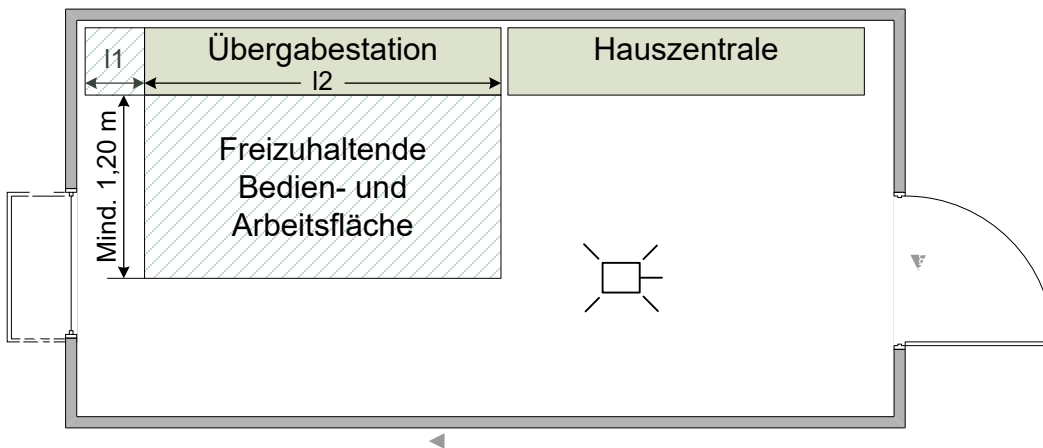 Übergabestation
Hauszentrale
l1
l2
Mind. 1,20 m
Freizuhaltende
Bedien- und
Arbeitsfläche